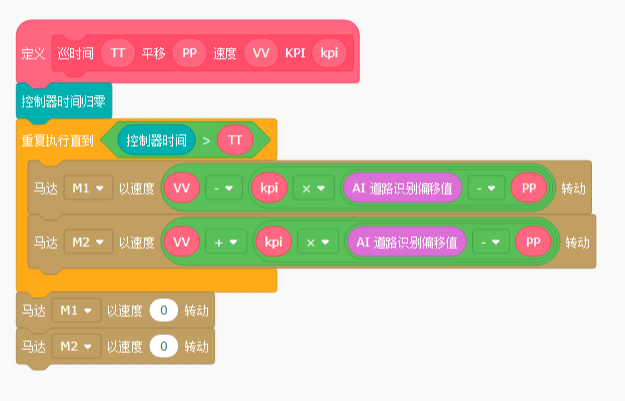 定义 巡时间 TT 平移 PP 速度 VV KPI kpi
控制器时间归零
重复执行直到 控制器时间 > TT
马达 M1 以速度 VV - kpi × AI 道路识别偏移值 - PP 转动
马达 M2 以速度 VV + kpi × AI 道路识别偏移值 - PP 转动
马达 M1 以速度 0 转动
马达 M2 以速度 0 转动